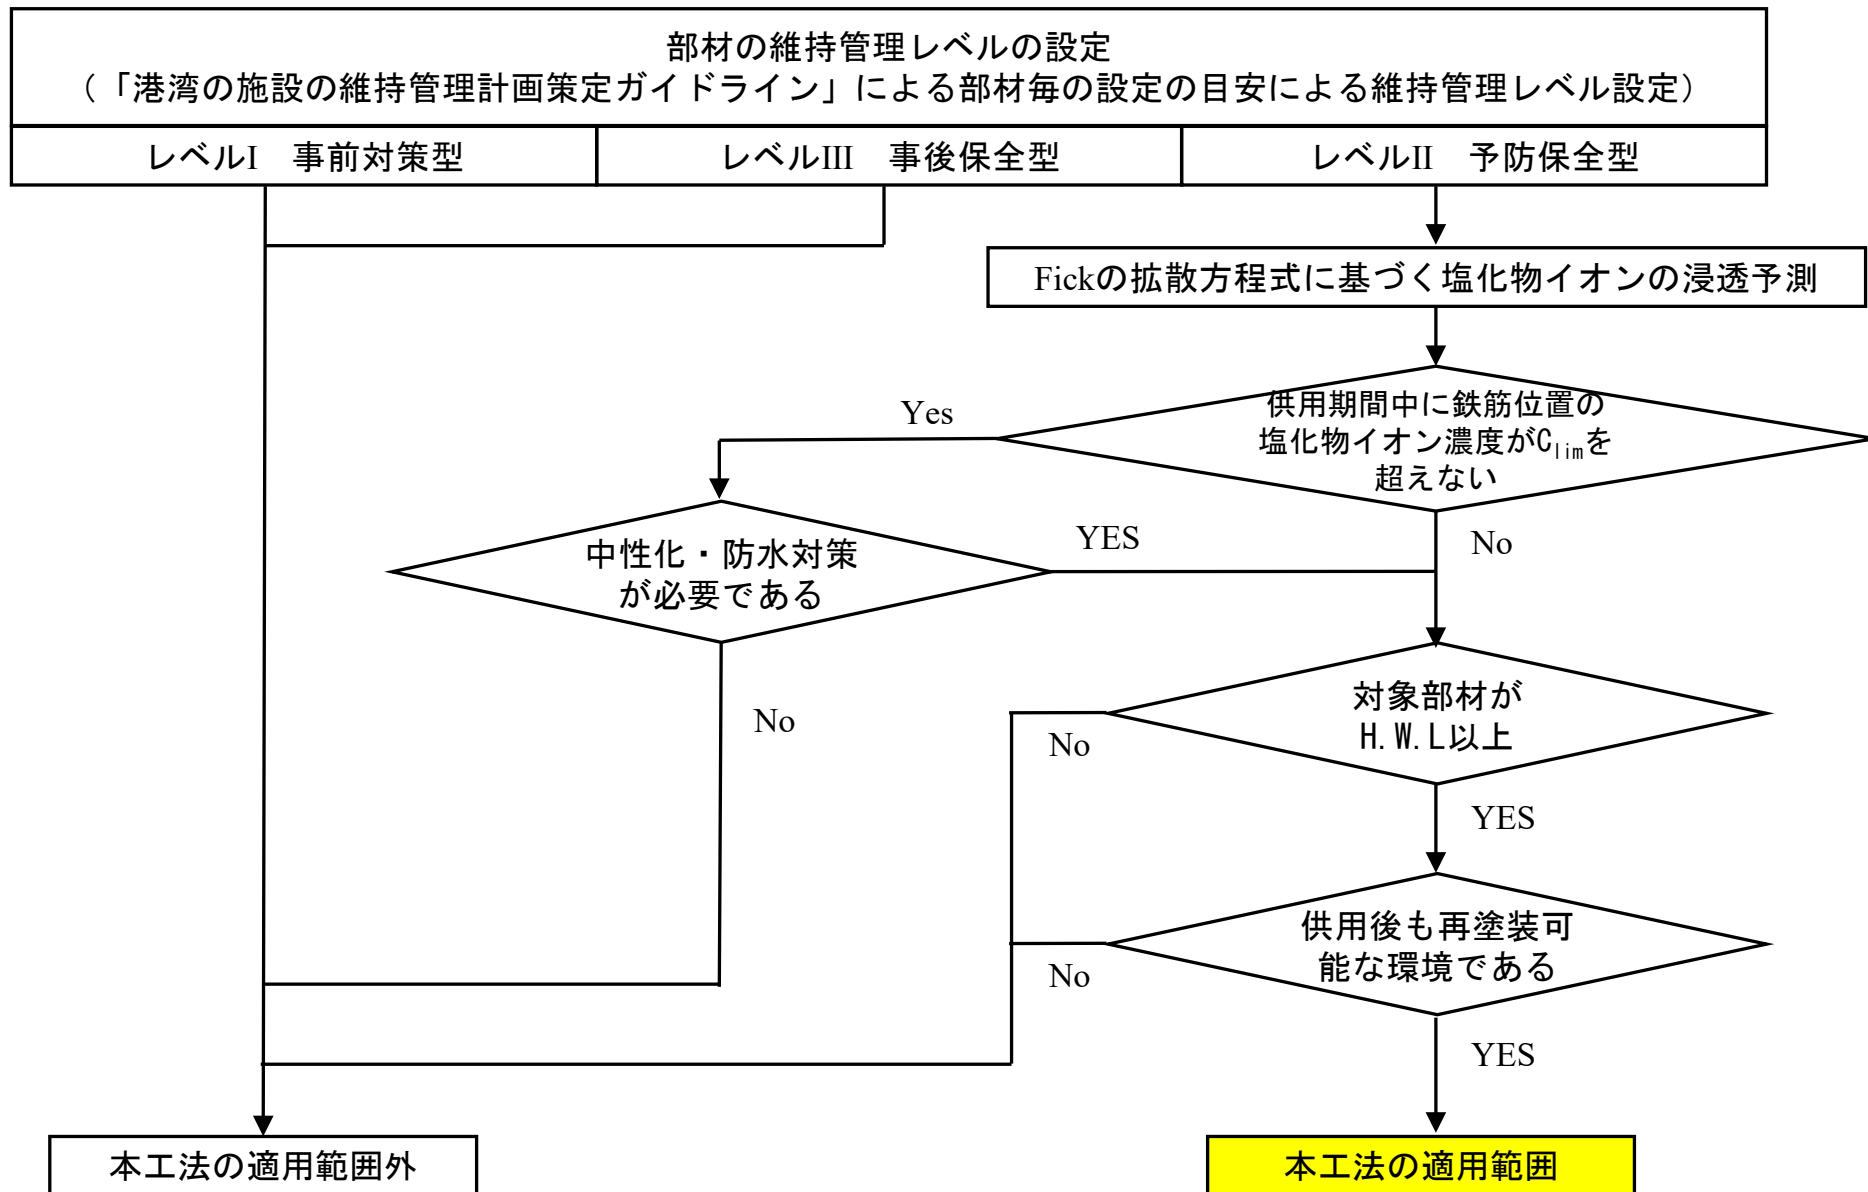 部材の維持管理レベルの設定
（「港湾の施設の維持管理計画策定ガイドライン」による部材毎の設定の目安による維持管理レベル設定）
レベルI　事前対策型
レベルIII　事後保全型
レベルII　予防保全型
Fickの拡散方程式に基づく塩化物イオンの浸透予測
供用期間中に鉄筋位置の
塩化物イオン濃度がClimを
超えない
Yes
No
中性化・防水対策
が必要である
YES
No
対象部材が
H.W.L以上
No
YES
供用後も再塗装可
能な環境である
No
YES
本工法の適用範囲外
本工法の適用範囲